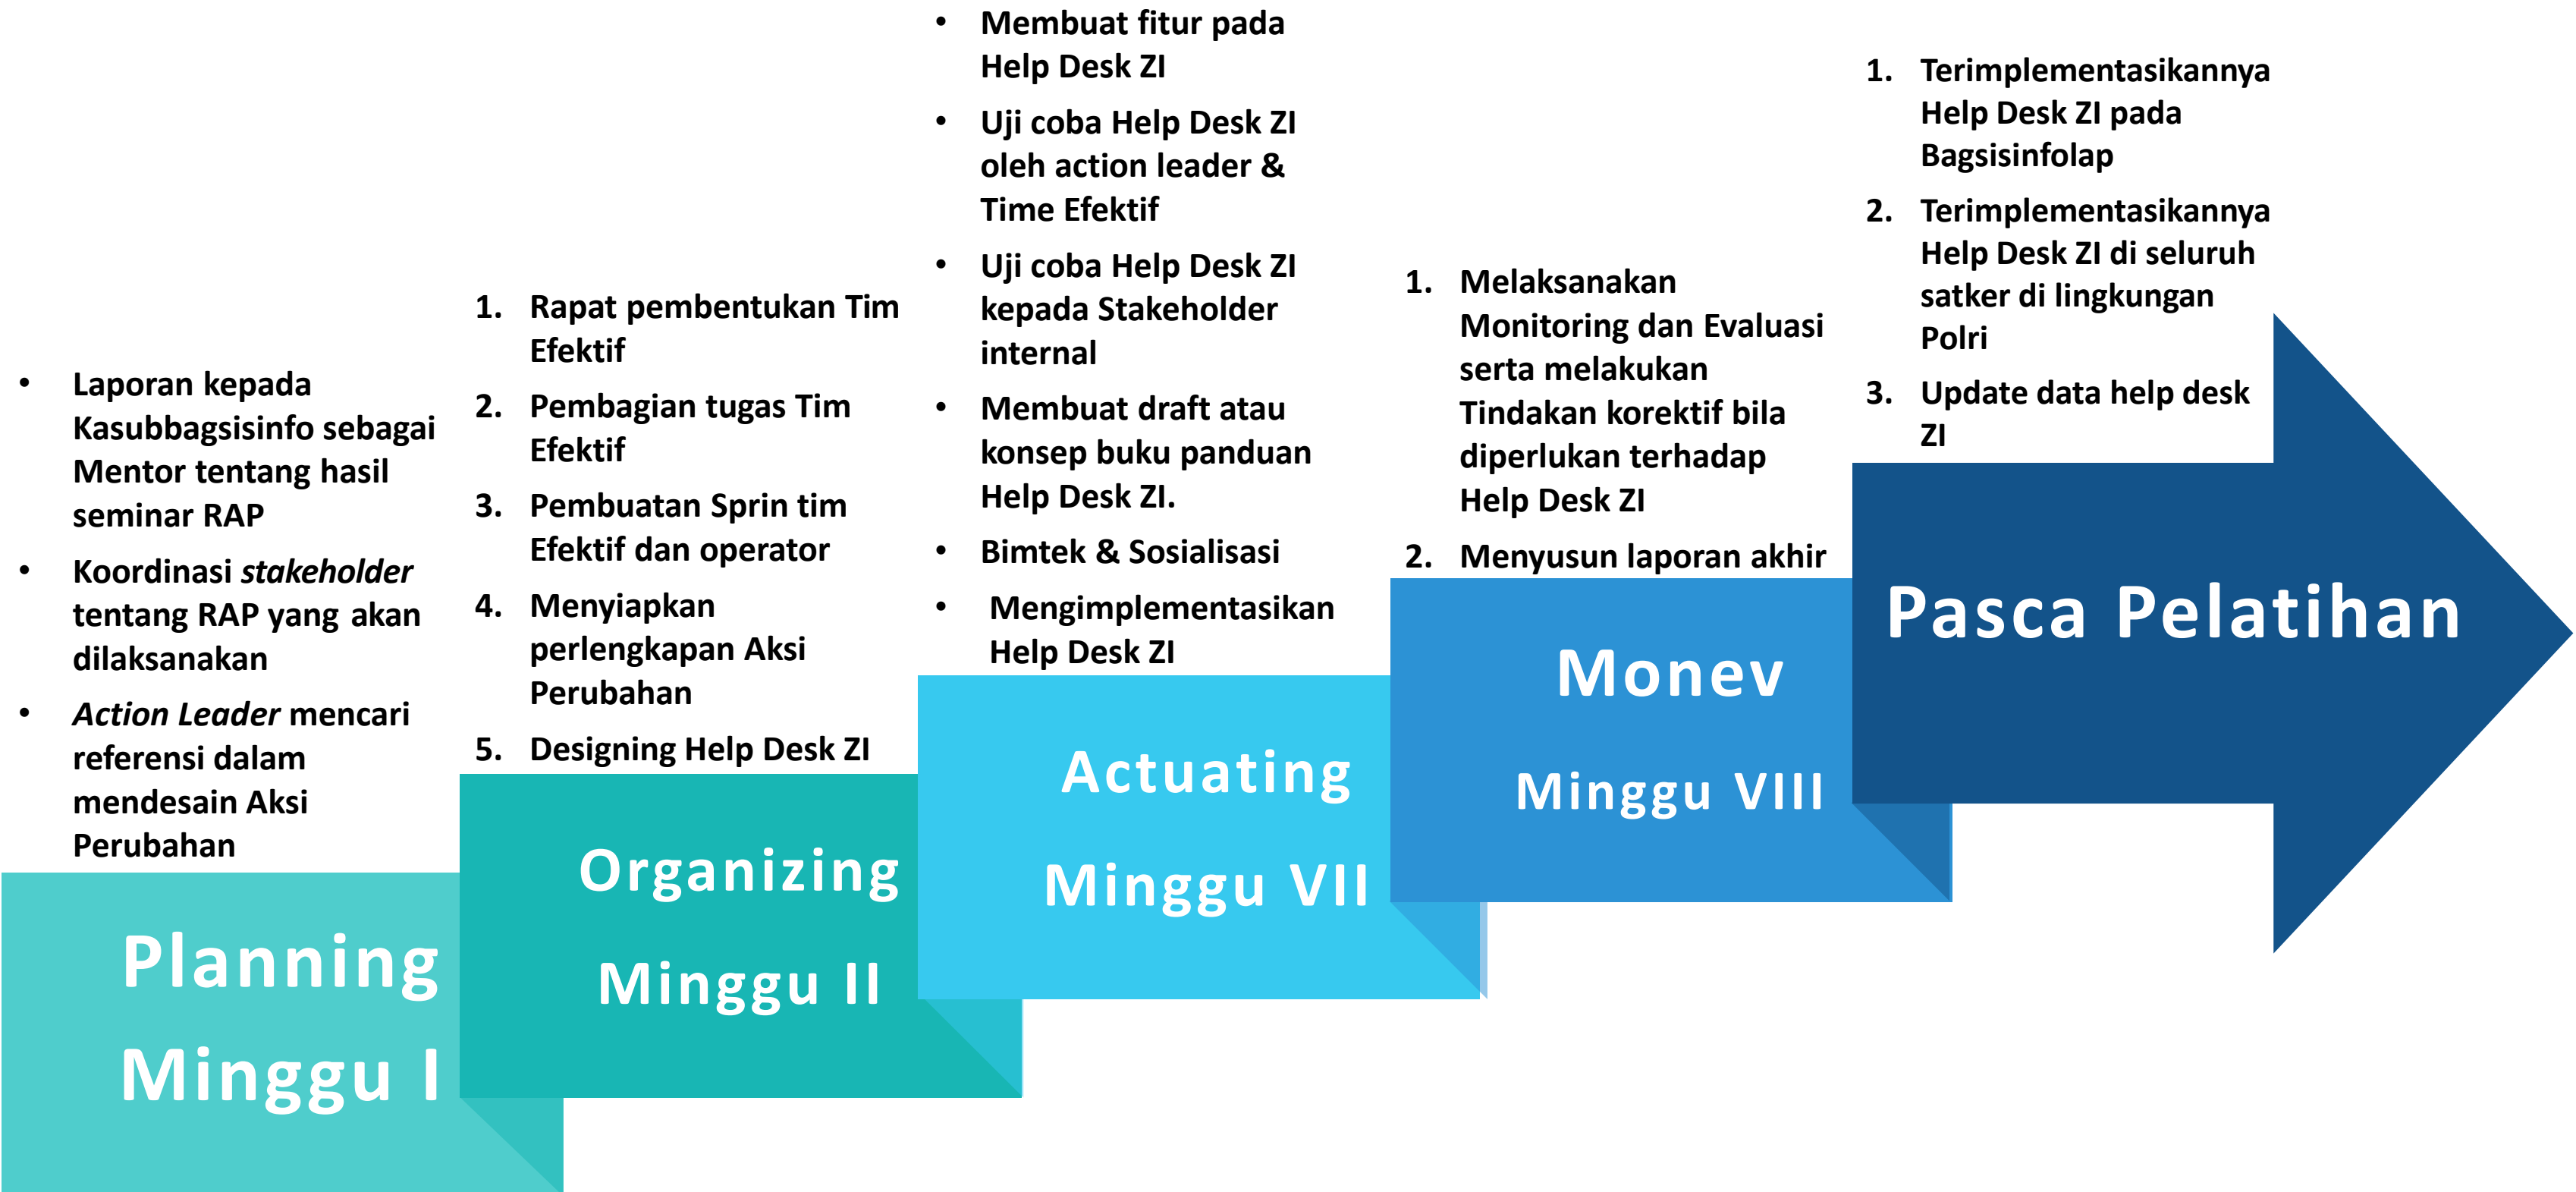 • Laporan kepada
Kasubbagsisinfo sebagai
Mentor tentang hasil
seminar RAP
• Koordinasi stakeholder
tentang RAP yang akan
dilaksanakan
• Action Leader mencari
referensi dalam
mendesain Aksi
Perubahan
Planning
Minggu I
1. Rapat pembentukan Tim
Efektif
2. Pembagian tugas Tim
Efektif
3. Pembuatan Sprin tim
Efektif dan operator
4. Menyiapkan
perlengkapan Aksi
Perubahan
5. Designing Help Desk ZI
Organizing
Minggu II
• Membuat fitur pada
Help Desk ZI
• Uji coba Help Desk ZI
oleh action leader &
Time Efektif
• Uji coba Help Desk ZI
kepada Stakeholder
internal
• Membuat draft atau
konsep buku panduan
Help Desk ZI.
• Bimtek & Sosialisasi
• Mengimplementasikan
Help Desk ZI
Actuating
Minggu VII
1. Melaksanakan
Monitoring dan Evaluasi
serta melakukan
Tindakan korektif bila
diperlukan terhadap
Help Desk ZI
2. Menyusun laporan akhir
Monev
Minggu VIII
1. Terimplementasikannya
Help Desk ZI pada
Bagsisinfolap
2. Terimplementasikannya
Help Desk ZI di seluruh
satker di lingkungan
Polri
3. Update data help desk
ZI
Pasca Pelatihan